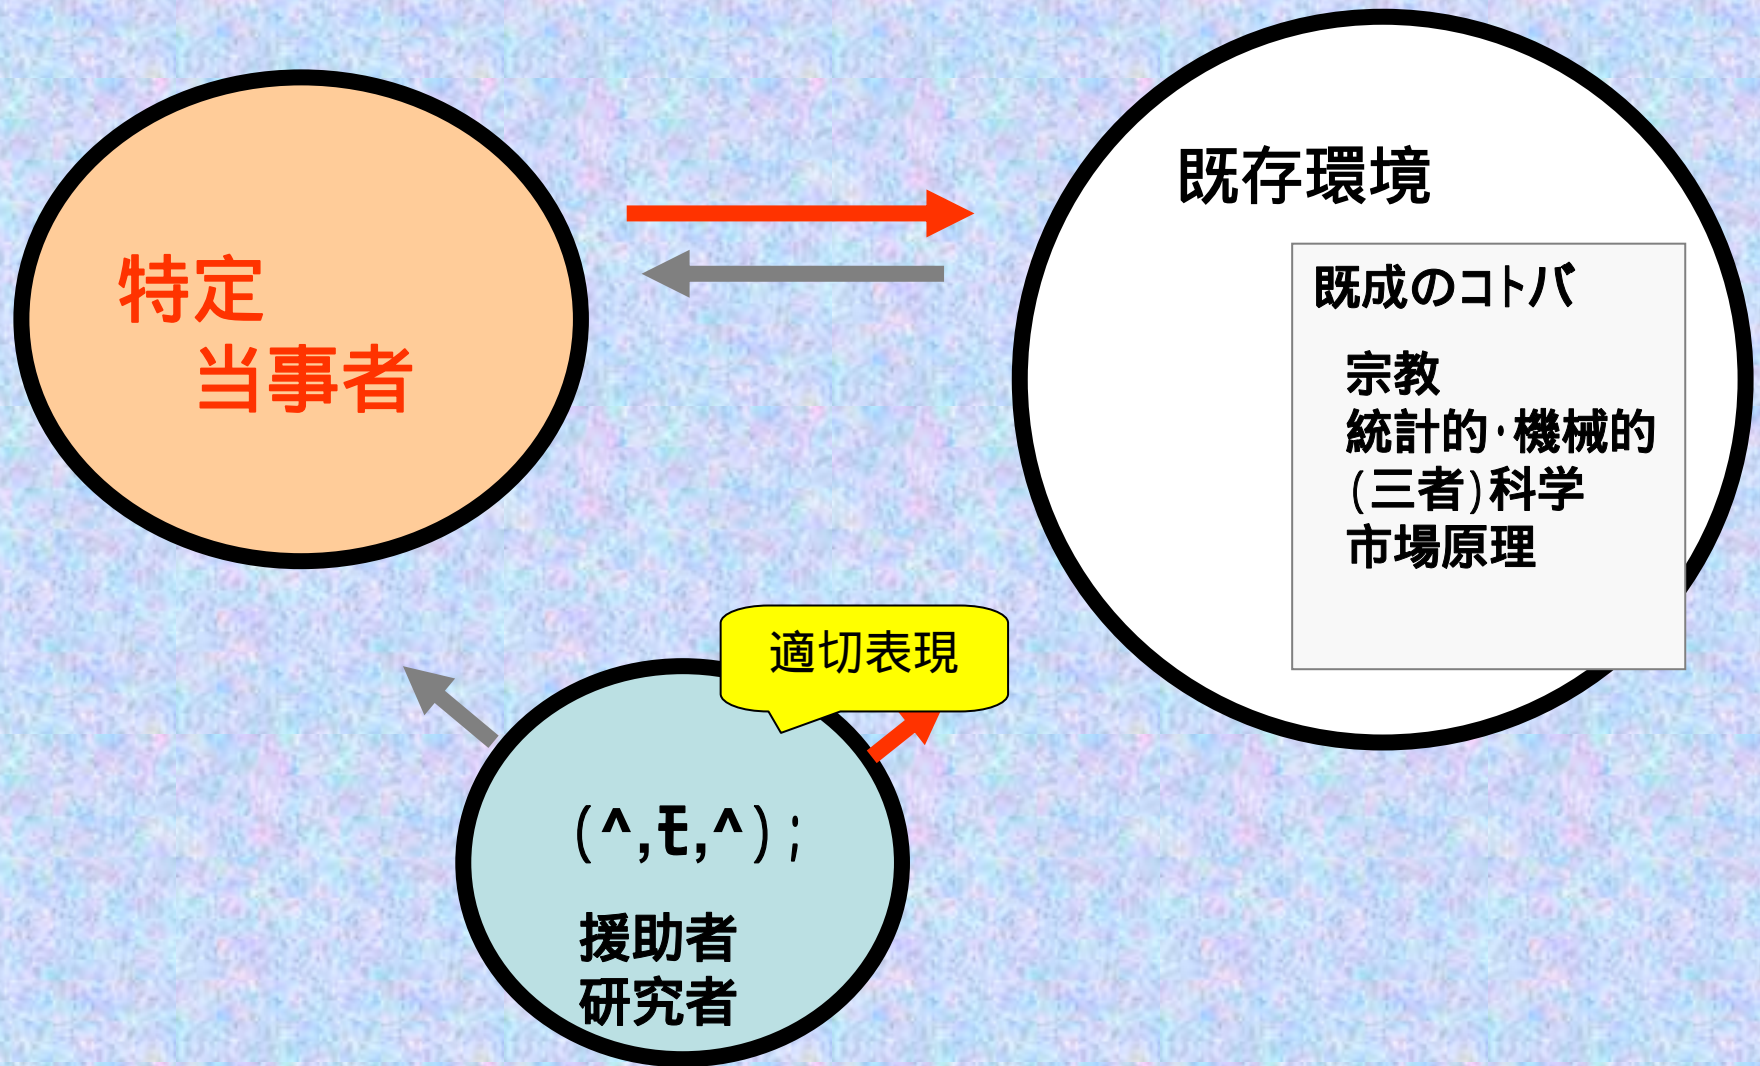 特定
当事者
既存環境
既成のコトバ
宗教
統計的·機械的
(三者)科学
市場原理
適切表現
(^,モ,^);
援助者
研究者